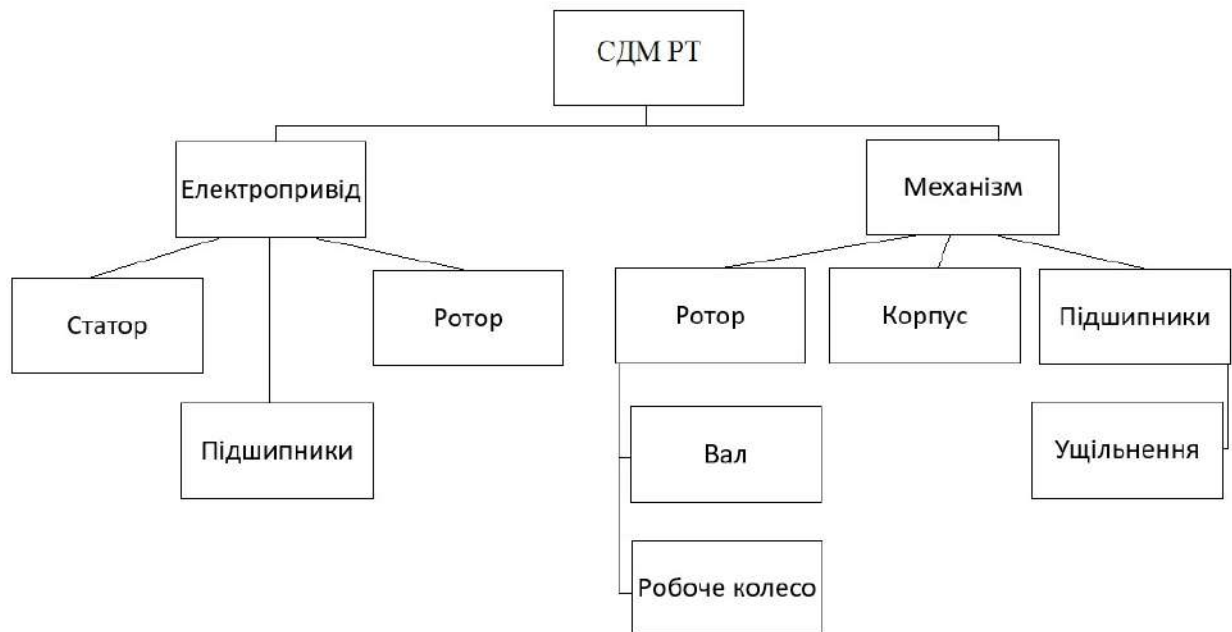 СДМ РТ
Електропривід
Механізм
Статор
Ротор
Ротор
Корпус
Підшипники
Підшипники
Вал
Ущільнення
Робоче колесо